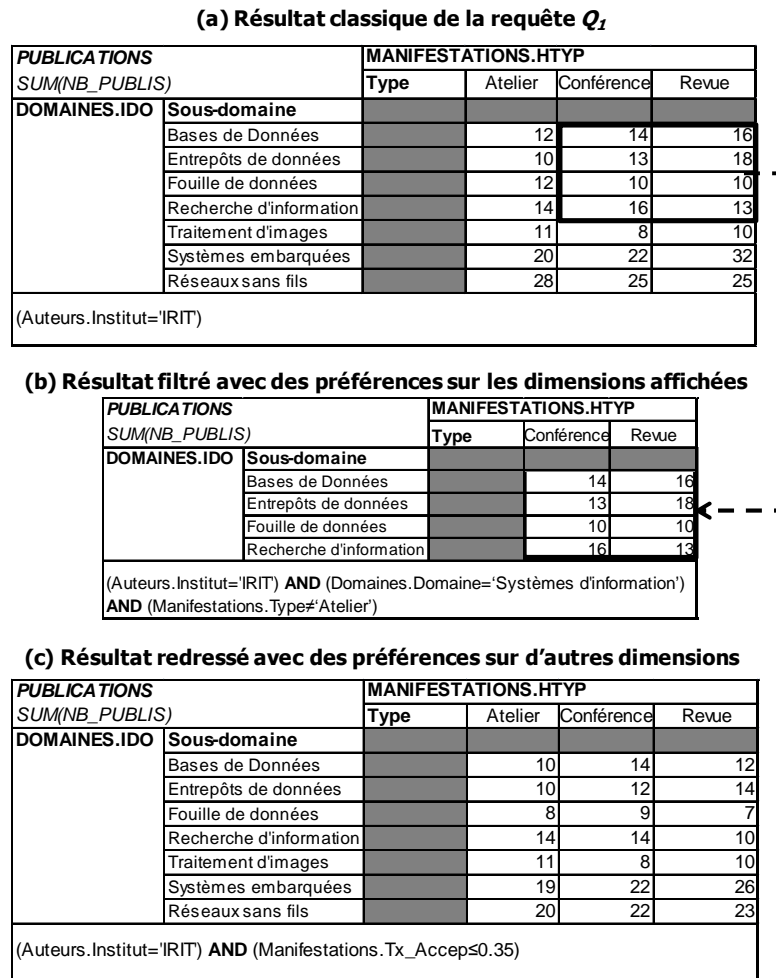 (a) Résultat classique de la requête Q1
PUBLICATIONS MANIFESTATIONS.HTYP
SUM(NB_PUBLIS) Type Atelier Conférence Revue
DOMAINES.IDO Sous-domaine
Bases de Données 12 14 16
Entrepôts de données 10 13 18
Fouille de données 12 10 10
Recherche d'information 14 16 13
Traitement d'images 11 8 10
Systèmes embarquées 20 22 32
Réseaux sans fils 28 25 25
(Auteurs.Institut='IRIT')
(b) Résultat filtré avec des préférences sur les dimensions affichées
PUBLICATIONS MANIFESTATIONS.HTYP
SUM(NB_PUBLIS) Type Conférence Revue
DOMAINES.IDO Sous-domaine
Bases de Données 14 16
Entrepôts de données 13 18
Fouille de données 10 10
Recherche d'information 16 13
(Auteurs.Institut='IRIT') AND (Domaines.Domaine=‘Systèmes d'information’)
AND (Manifestations.Type≠‘Atelier’)
(c) Résultat redressé avec des préférences sur d’autres dimensions
PUBLICATIONS MANIFESTATIONS.HTYP
SUM(NB_PUBLIS) Type Atelier Conférence Revue
DOMAINES.IDO Sous-domaine
Bases de Données 10 14 12
Entrepôts de données 10 12 14
Fouille de données 8 9 7
Recherche d'information 14 14 10
Traitement d'images 11 8 10
Systèmes embarquées 19 22 26
Réseaux sans fils 20 22 23
(Auteurs.Institut='IRIT') AND (Manifestations.Tx_Accep≤0.35)